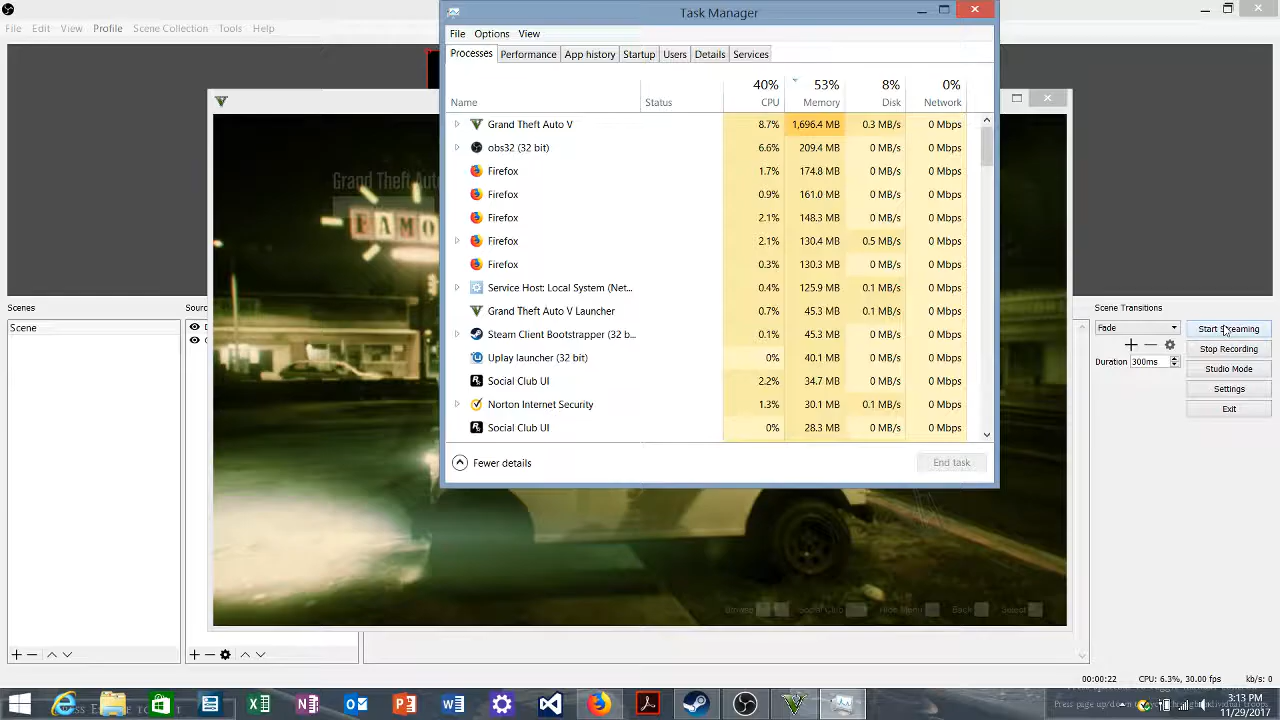 Task Manager
File Edit View Profile Scene Collection Tools Help
File Options View
Processes Performance App history Startup Users Details Services
40% 53% 8% 0%
Name Status CPU Memory Disk Network
Grand Theft Auto V 8.7% 1,696.4 MB 0.3 MB/s 0 Mbps
obs32 (32 bit) 6.6% 209.4 MB 0 MB/s 0 Mbps
Firefox 1.7% 174.8 MB 0 MB/s 0 Mbps
Firefox 0.9% 161.0 MB 0 MB/s 0 Mbps
Firefox 2.1% 148.3 MB 0 MB/s 0 Mbps
Firefox 2.1% 130.4 MB 0.5 MB/s 0 Mbps
Firefox 0.3% 130.3 MB 0 MB/s 0 Mbps
Service Host: Local System (Net... 0.4% 125.9 MB 0.1 MB/s 0 Mbps
Grand Theft Auto V Launcher 0.7% 45.3 MB 0 MB/s 0 Mbps
Steam Client Bootstrapper (32 b... 0.1% 45.3 MB 0 MB/s 0 Mbps
Uplay launcher (32 bit) 0% 40.1 MB 0 MB/s 0 Mbps
Social Club UI 2.2% 34.7 MB 0 MB/s 0 Mbps
Norton Internet Security 1.3% 30.1 MB 0.1 MB/s 0 Mbps
Social Club UI 0% 28.3 MB 0 MB/s 0 Mbps
Fewer details End task
Grand Theft Auto
FAMO
Scenes
Scene
Sourc
Scene Transitions
Fade
Duration 300ms
Start Streaming
Stop Recording
Studio Mode
Settings
Exit
Browse Social Club Hide Menu Back Select
00:00:22 CPU: 6.3%, 30.00 fps kb/s: 0
3:13 PM
11/29/2017